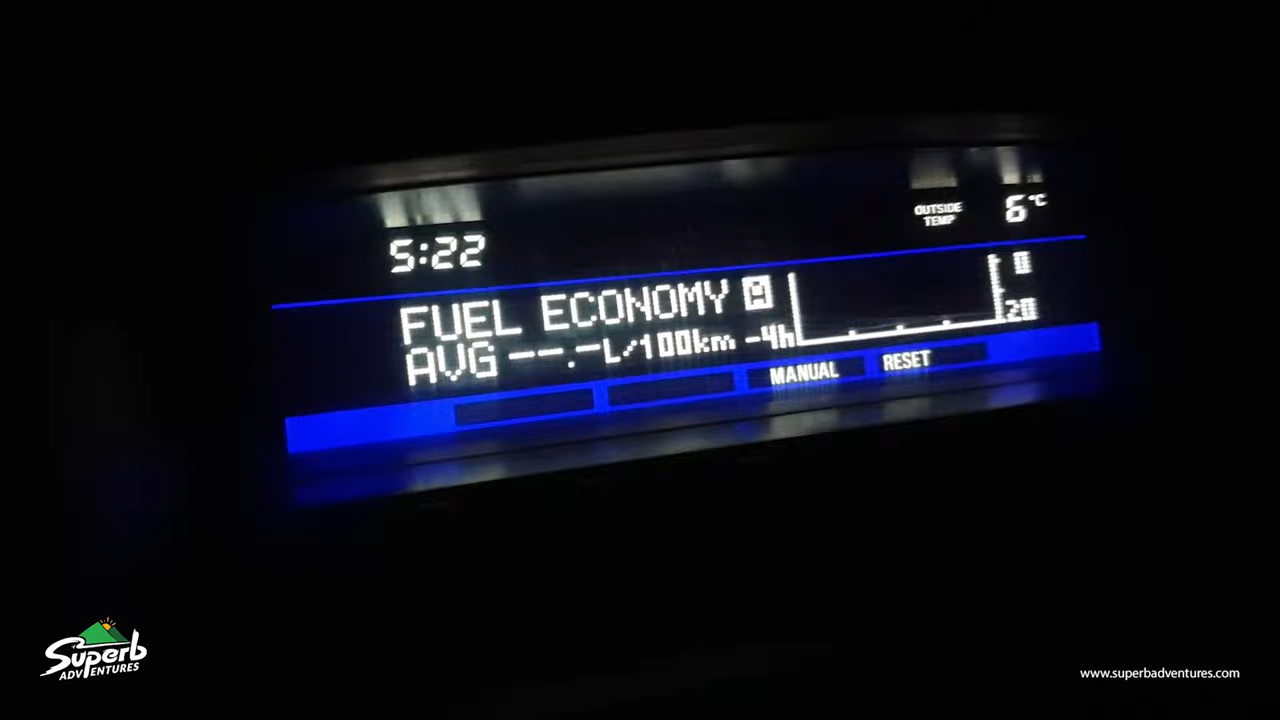 5:22
OUTSIDE
TEMP
6°C
FUEL ECONOMY M
AVG --.-L/100km
-4h
0
20
MANUAL RESET
Superb
ADVENTURES
www.superbadventures.com